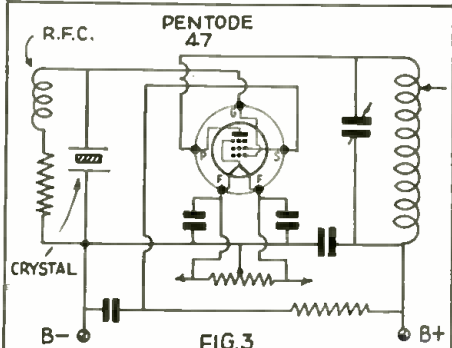 PENTODE
47
R.F.C.
G
P
S
F
F
CRYSTAL
B-
B+
FIG.3